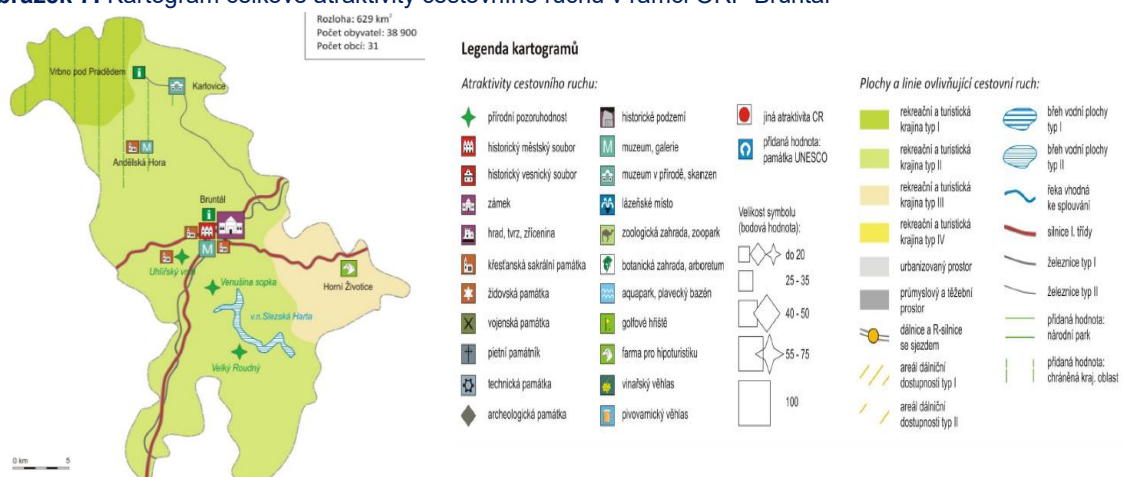 brázek 7: Kartogram celkové atraktivity cestovního ruchu v rámci ORP Bruntál
Rozloha: 629 km²
Počet obyvatel: 38 900
Počet obcí: 31
Vrbno pod Pradědem
Karlovice
Andělská Hora
M
Bruntál
M
Uhlířský vrch
Venušina sopka
Horní Životice
v.n.Slezská Harta
Velký Roudný
0 km 5
Legenda kartogramů
Atraktivity cestovního ruchu:
přírodní pozoruhodnost
historický městský soubor
historický vesnický soubor
zámek
hrad, tvrz, zřícenina
křesťanská sakrální památka
židovská památka
vojenská památka
pietní památník
technická památka
archeologická památka
historické podzemí
M muzeum, galerie
muzeum v přírodě, skanzen
lázeňské místo
zoologická zahrada, zoopark
botanická zahrada, arboretum
aquapark, plavecký bazén
golfové hřiště
farma pro hipoturistiku
vinařský věhlas
pivovarnický věhlas
jiná atraktivita CR
přidaná hodnota:
památka UNESCO
Velikost symbolu
(bodová hodnota):
do 20
25 - 35
40 - 50
55 - 75
100
Plochy a linie ovlivňující cestovní ruch:
rekreační a turistická
krajina typ I
rekreační a turistická
krajina typ II
rekreační a turistická
krajina typ III
rekreační a turistická
krajina typ IV
urbanizovaný prostor
průmyslový a těžební
prostor
dálnice a R-silnice
se sjezdem
areál dálniční
dostupnosti typ I
areál dálniční
dostupnosti typ II
břeh vodní plochy
typ I
břeh vodní plochy
typ II
řeka vhodná
ke splouvání
silnice I. třídy
železnice typ I
železnice typ II
přidaná hodnota:
národní park
přidaná hodnota:
chráněná kraj. oblast